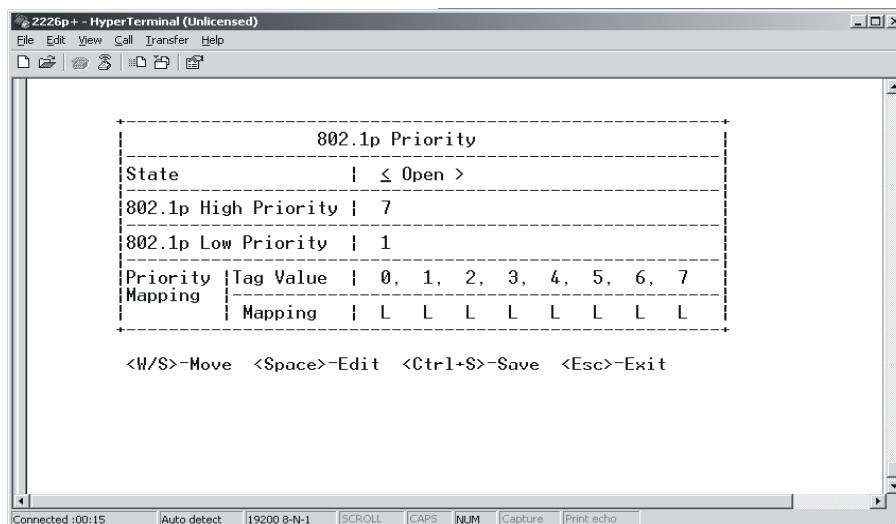 2226p+ - HyperTerminal (Unlicensed)
File Edit View Call Transfer Help
802.1p Priority
State | < Open >
802.1p High Priority | 7
802.1p Low Priority | 1
Priority Mapping | Tag Value | 0, 1, 2, 3, 4, 5, 6, 7
Mapping | L L L L L L L L
<W/S>-Move <Space>-Edit <Ctrl+S>-Save <Esc>-Exit
Connected :00:15 Auto detect 19200 8-N-1 SCROLL CAPS NUM Capture Print echo